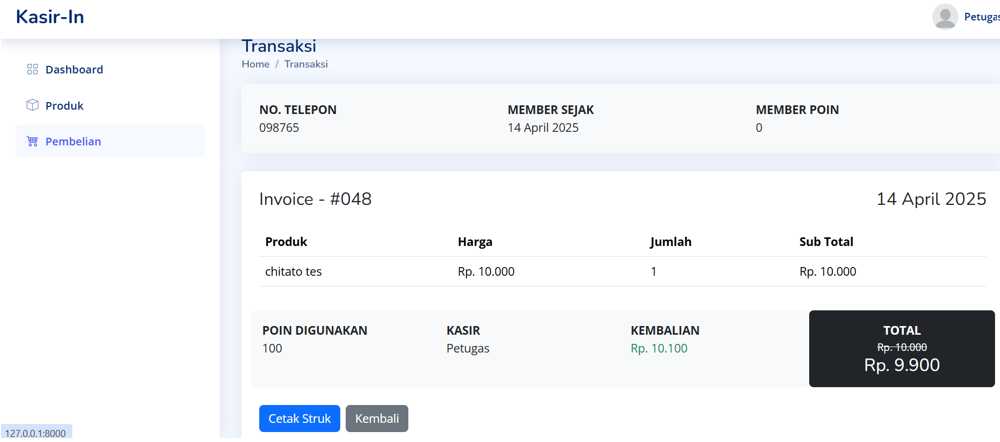 Kasir-In
Petugas
Dashboard
Produk
Pembelian
Transaksi
Home / Transaksi
NO. TELEPON MEMBER SEJAK MEMBER POIN
098765 14 April 2025 0
Invoice - #048 14 April 2025
Produk Harga Jumlah Sub Total
chitato tes Rp. 10.000 1 Rp. 10.000
POIN DIGUNAKAN KASIR KEMBALIAN
100 Petugas Rp. 10.100
TOTAL
Rp. 10.000
Rp. 9.900
Cetak Struk Kembali
127.0.0.1:8000